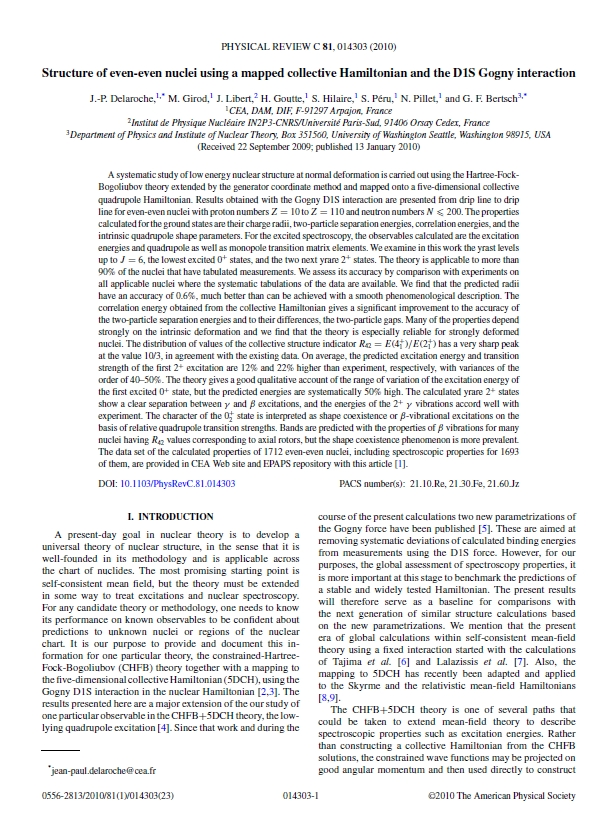 PHYSICAL REVIEW C 81, 014303 (2010)
Structure of even-even nuclei using a mapped collective Hamiltonian and the D1S Gogny interaction
J.-P. Delaroche,1,* M. Girod,1 J. Libert,2 H. Goutte,1 S. Hilaire,1 S. Péru,1 N. Pillet,1 and G. F. Bertsch3,*
1CEA, DAM, DIF, F-91297 Arpajon, France
2Institut de Physique Nucléaire IN2P3-CNRS/Université Paris-Sud, 91406 Orsay Cedex, France
3Department of Physics and Institute of Nuclear Theory, Box 351560, University of Washington Seattle, Washington 98915, USA
(Received 22 September 2009; published 13 January 2010)
A systematic study of low energy nuclear structure at normal deformation is carried out using the Hartree-Fock-
Bogoliubov theory extended by the generator coordinate method and mapped onto a five-dimensional collective
quadrupole Hamiltonian. Results obtained with the Gogny D1S interaction are presented from drip line to drip
line for even-even nuclei with proton numbers Z = 10 to Z = 110 and neutron numbers N ⩽ 200. The properties
calculated for the ground states are their charge radii, two-particle separation energies, correlation energies, and the
intrinsic quadrupole shape parameters. For the excited spectroscopy, the observables calculated are the excitation
energies and quadrupole as well as monopole transition matrix elements. We examine in this work the yrast levels
up to J = 6, the lowest excited 0+ states, and the two next yrare 2+ states. The theory is applicable to more than
90% of the nuclei that have tabulated measurements. We assess its accuracy by comparison with experiments on
all applicable nuclei where the systematic tabulations of the data are available. We find that the predicted radii
have an accuracy of 0.6%, much better than can be achieved with a smooth phenomenological description. The
correlation energy obtained from the collective Hamiltonian gives a significant improvement to the accuracy of
the two-particle separation energies and to their differences, the two-particle gaps. Many of the properties depend
strongly on the intrinsic deformation and we find that the theory is especially reliable for strongly deformed
nuclei. The distribution of values of the collective structure indicator R42 = E(4+1)/E(2+1) has a very sharp peak
at the value 10/3, in agreement with the existing data. On average, the predicted excitation energy and transition
strength of the first 2+ excitation are 12% and 22% higher than experiment, respectively, with variances of the
order of 40–50%. The theory gives a good qualitative account of the range of variation of the excitation energy of
the first excited 0+ state, but the predicted energies are systematically 50% high. The calculated yrare 2+ states
show a clear separation between γ and β excitations, and the energies of the 2+ γ vibrations accord well with
experiment. The character of the 0+2 state is interpreted as shape coexistence or β-vibrational excitations on the
basis of relative quadrupole transition strengths. Bands are predicted with the properties of β vibrations for many
nuclei having R42 values corresponding to axial rotors, but the shape coexistence phenomenon is more prevalent.
The data set of the calculated properties of 1712 even-even nuclei, including spectroscopic properties for 1693
of them, are provided in CEA Web site and EPAPS repository with this article [1].
DOI: 10.1103/PhysRevC.81.014303
PACS number(s): 21.10.Re, 21.30.Fe, 21.60.Jz
I. INTRODUCTION
A present-day goal in nuclear theory is to develop a
universal theory of nuclear structure, in the sense that it is
well-founded in its methodology and is applicable across
the chart of nuclides. The most promising starting point is
self-consistent mean field, but the theory must be extended
in some way to treat excitations and nuclear spectroscopy.
For any candidate theory or methodology, one needs to know
its performance on known observables to be confident about
predictions to unknown nuclei or regions of the nuclear
chart. It is our purpose to provide and document this in-
formation for one particular theory, the constrained-Hartree-
Fock-Bogoliubov (CHFB) theory together with a mapping to
the five-dimensional collective Hamiltonian (5DCH), using the
Gogny D1S interaction in the nuclear Hamiltonian [2,3]. The
results presented here are a major extension of the our study of
one particular observable in the CHFB+5DCH theory, the low-
lying quadrupole excitation [4]. Since that work and during the
*jean-paul.delaroche@cea.fr
course of the present calculations two new parametrizations of
the Gogny force have been published [5]. These are aimed at
removing systematic deviations of calculated binding energies
from measurements using the D1S force. However, for our
purposes, the global assessment of spectroscopy properties, it
is more important at this stage to benchmark the predictions of
a stable and widely tested Hamiltonian. The present results
will therefore serve as a baseline for comparisons with
the next generation of similar structure calculations based
on the new parametrizations. We mention that the present
era of global calculations within self-consistent mean-field
theory using a fixed interaction started with the calculations
of Tajima et al. [6] and Lalazissis et al. [7]. Also, the
mapping to 5DCH has recently been adapted and applied
to the Skyrme and the relativistic mean-field Hamiltonians
[8,9].
The CHFB+5DCH theory is one of several paths that
could be taken to extend mean-field theory to describe
spectroscopic properties such as excitation energies. Rather
than constructing a collective Hamiltonian from the CHFB
solutions, the constrained wave functions may be projected on
good angular momentum and then used directly to construct
0556-2813/2010/81(1)/014303(23)
014303-1
©2010 The American Physical Society